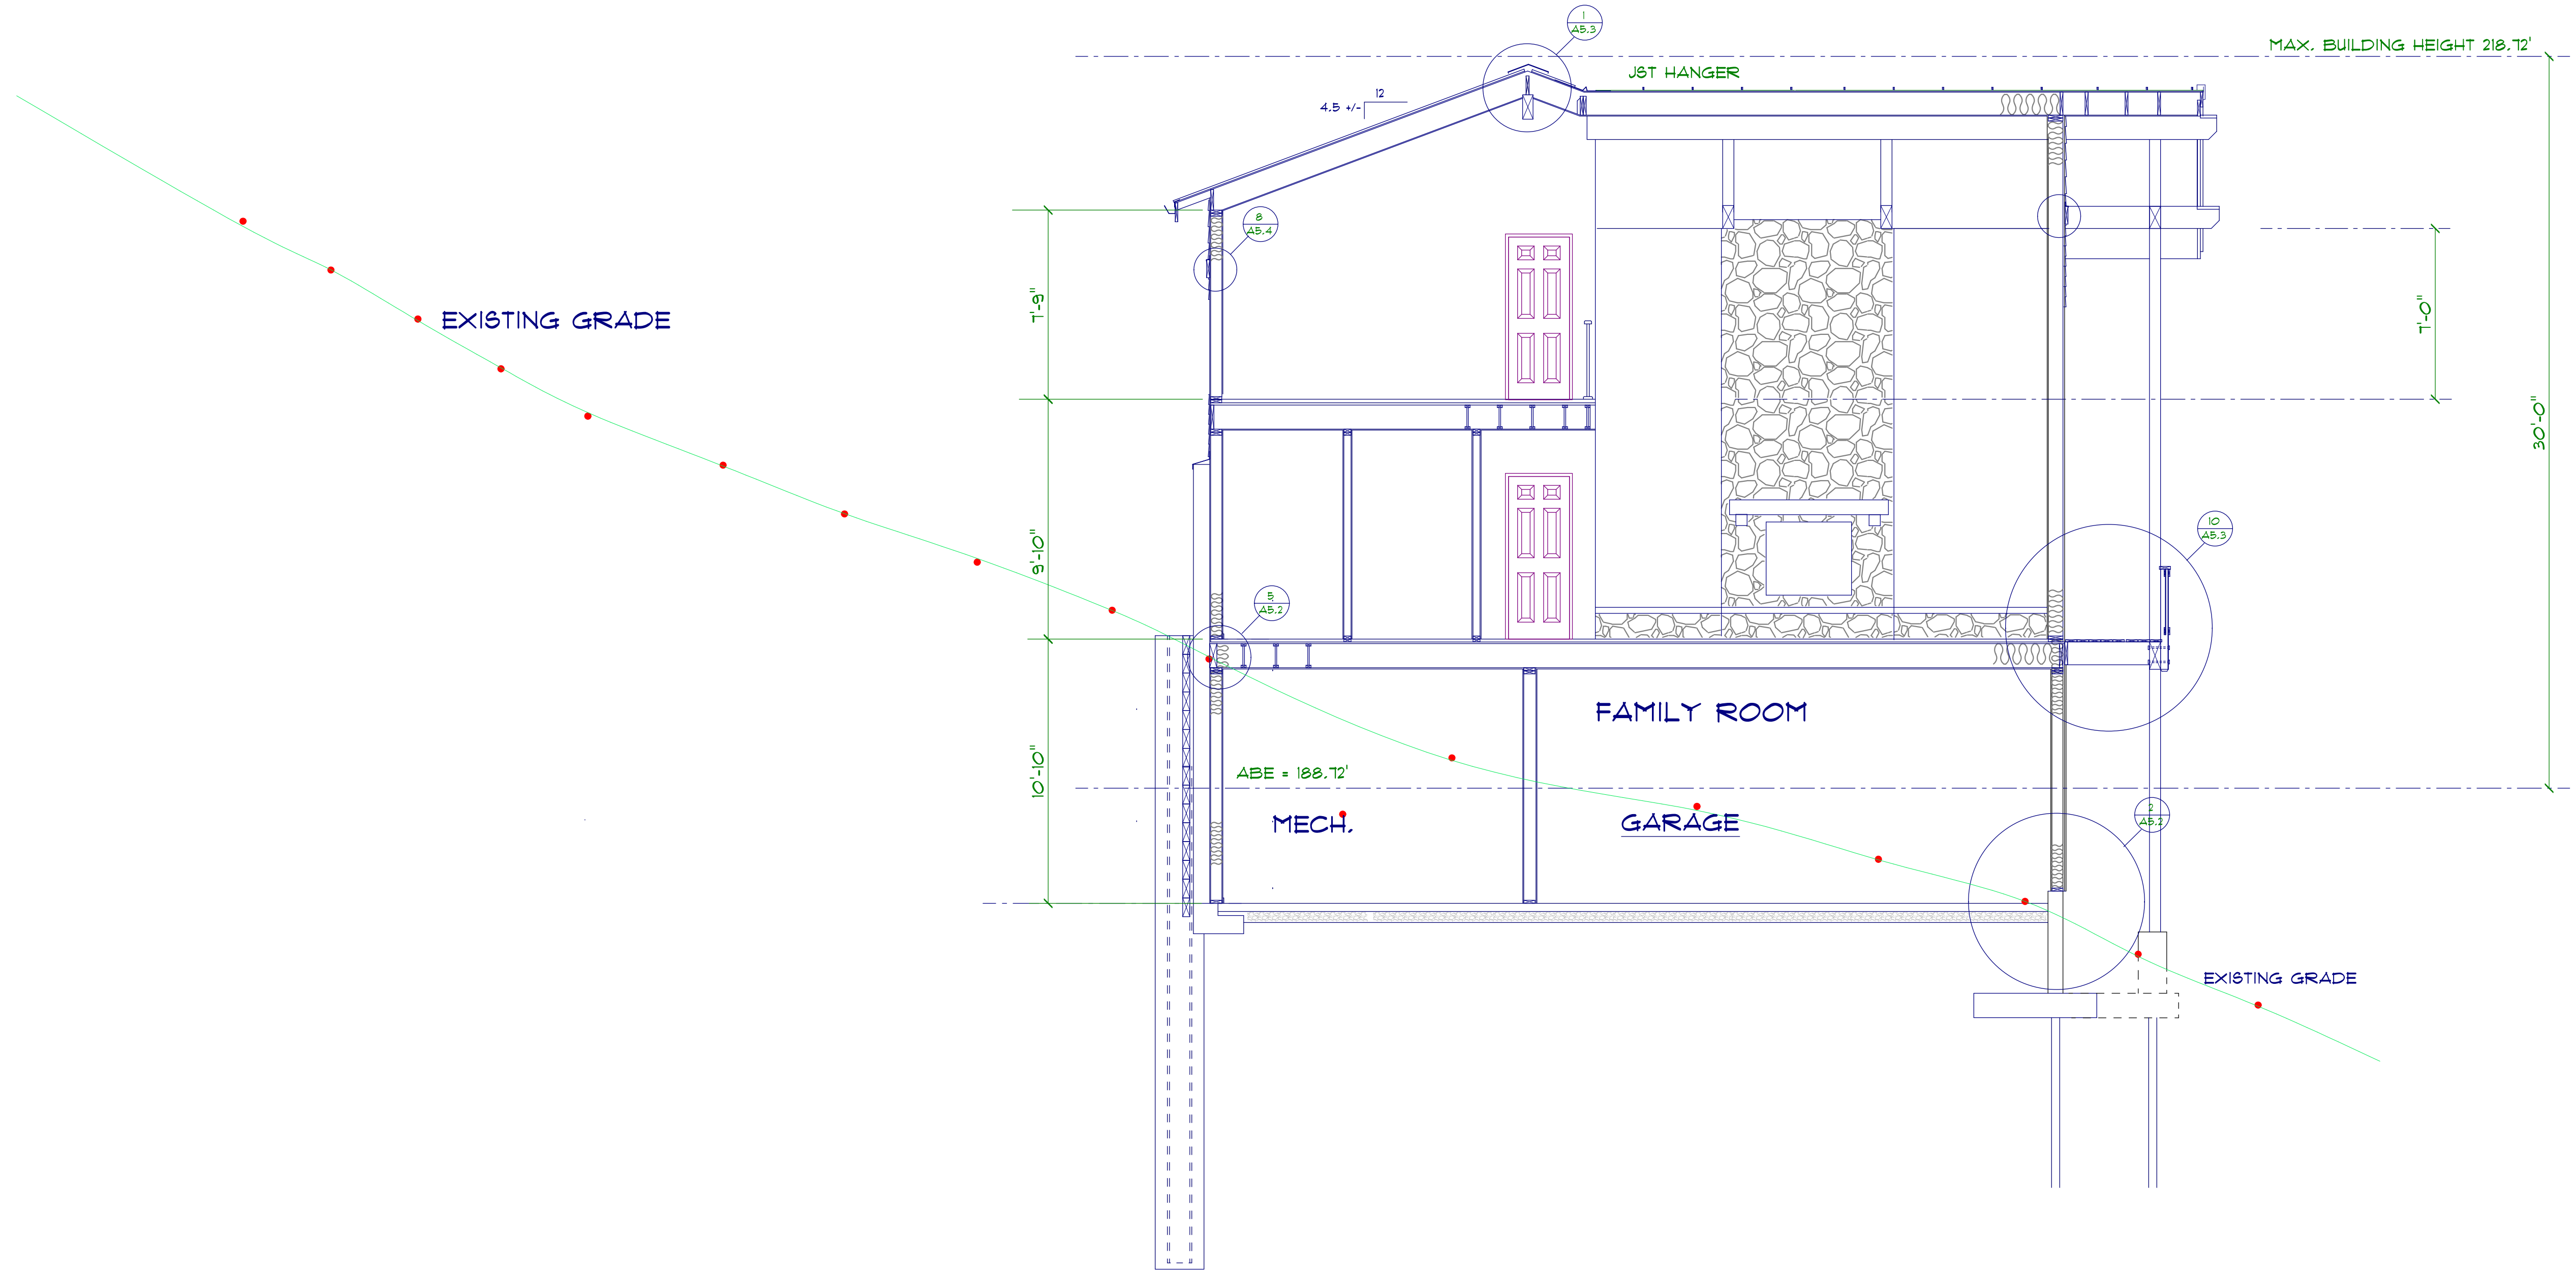 1
A5.3
MAX. BUILDING HEIGHT 218.72'
JST HANGER
12
4.5 +/-
8
A5.4
7'-9"
EXISTING GRADE
7'-0"
30'-0"
10
A5.3
9'-10"
5
A5.2
FAMILY ROOM
ABE = 188.72'
10'-10"
MECH.
GARAGE
2
A5.2
EXISTING GRADE